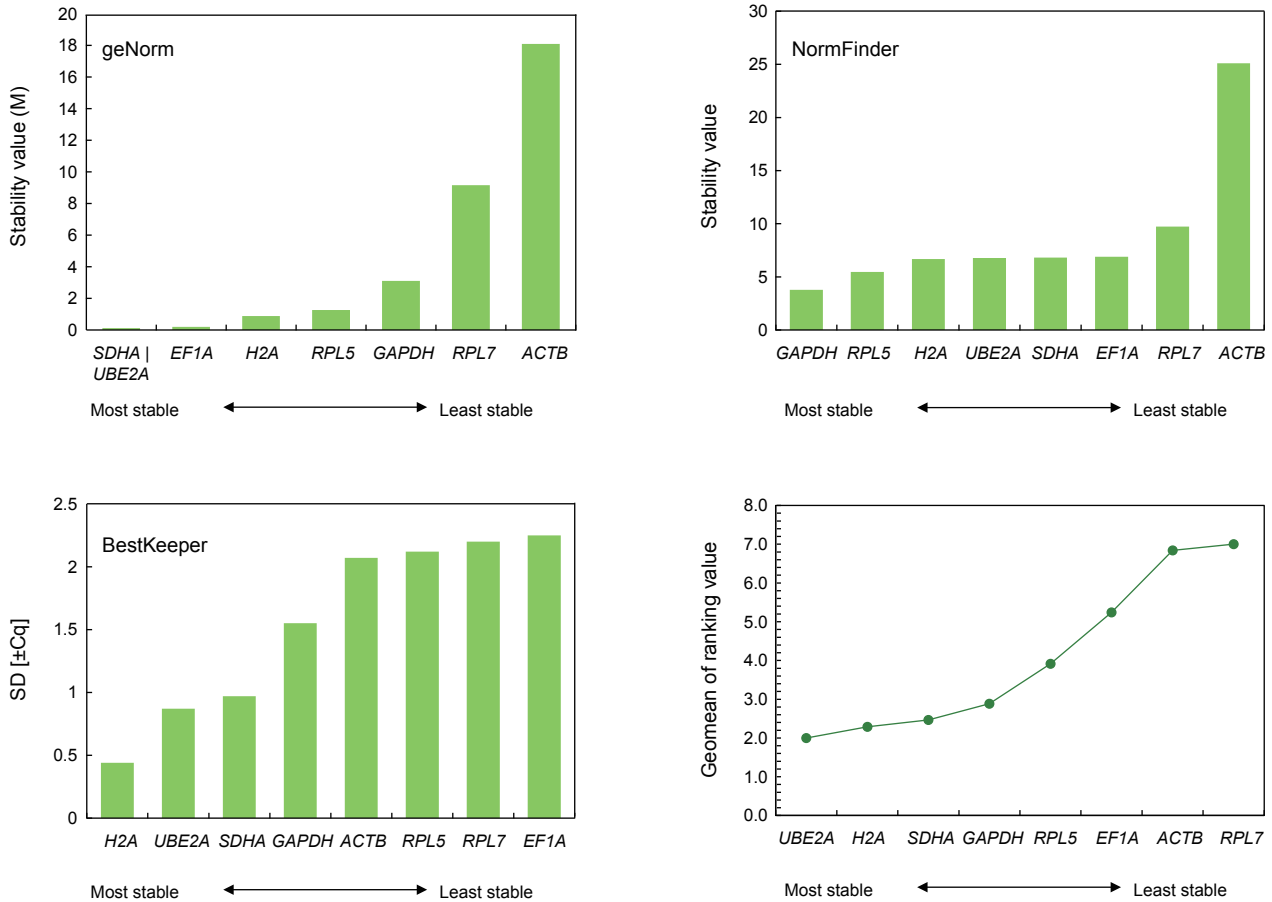 geNorm
Stability value (M)
20
18
16
14
12
10
8
6
4
2
0
SDHA | EF1A H2A RPL5 GAPDH RPL7 ACTB
UBE2A
Most stable Least stable
NormFinder
Stability value
30
25
20
15
10
5
0
GAPDH RPL5 H2A UBE2A SDHA EF1A RPL7 ACTB
Most stable Least stable
BestKeeper
SD [±Cq]
2.5
2
1.5
1
0.5
0
H2A UBE2A SDHA GAPDH ACTB RPL5 RPL7 EF1A
Most stable Least stable
Geomean of ranking value
8.0
7.0
6.0
5.0
4.0
3.0
2.0
1.0
0.0
UBE2A H2A SDHA GAPDH RPL5 EF1A ACTB RPL7
Most stable Least stable